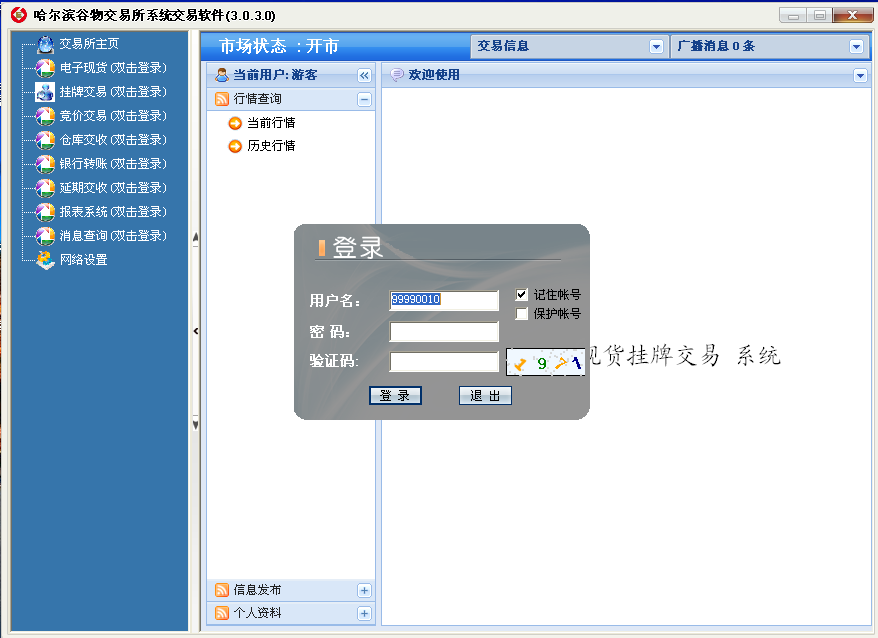 哈尔滨谷物交易所系统交易软件(3.0.3.0)
交易所主页
电子现货(双击登录)
挂牌交易(双击登录)
竞价交易(双击登录)
仓库交收(双击登录)
银行转账(双击登录)
延期交收(双击登录)
报表系统(双击登录)
消息查询(双击登录)
网络设置
市场状态 :开市
交易信息
广播消息 0 条
当前用户:游客
欢迎使用
行情查询
当前行情
历史行情
登录
用户名:
99990010
记住帐号
保护帐号
密 码:
验证码:
登 录
退 出
现货挂牌交易 系统
信息发布
个人资料